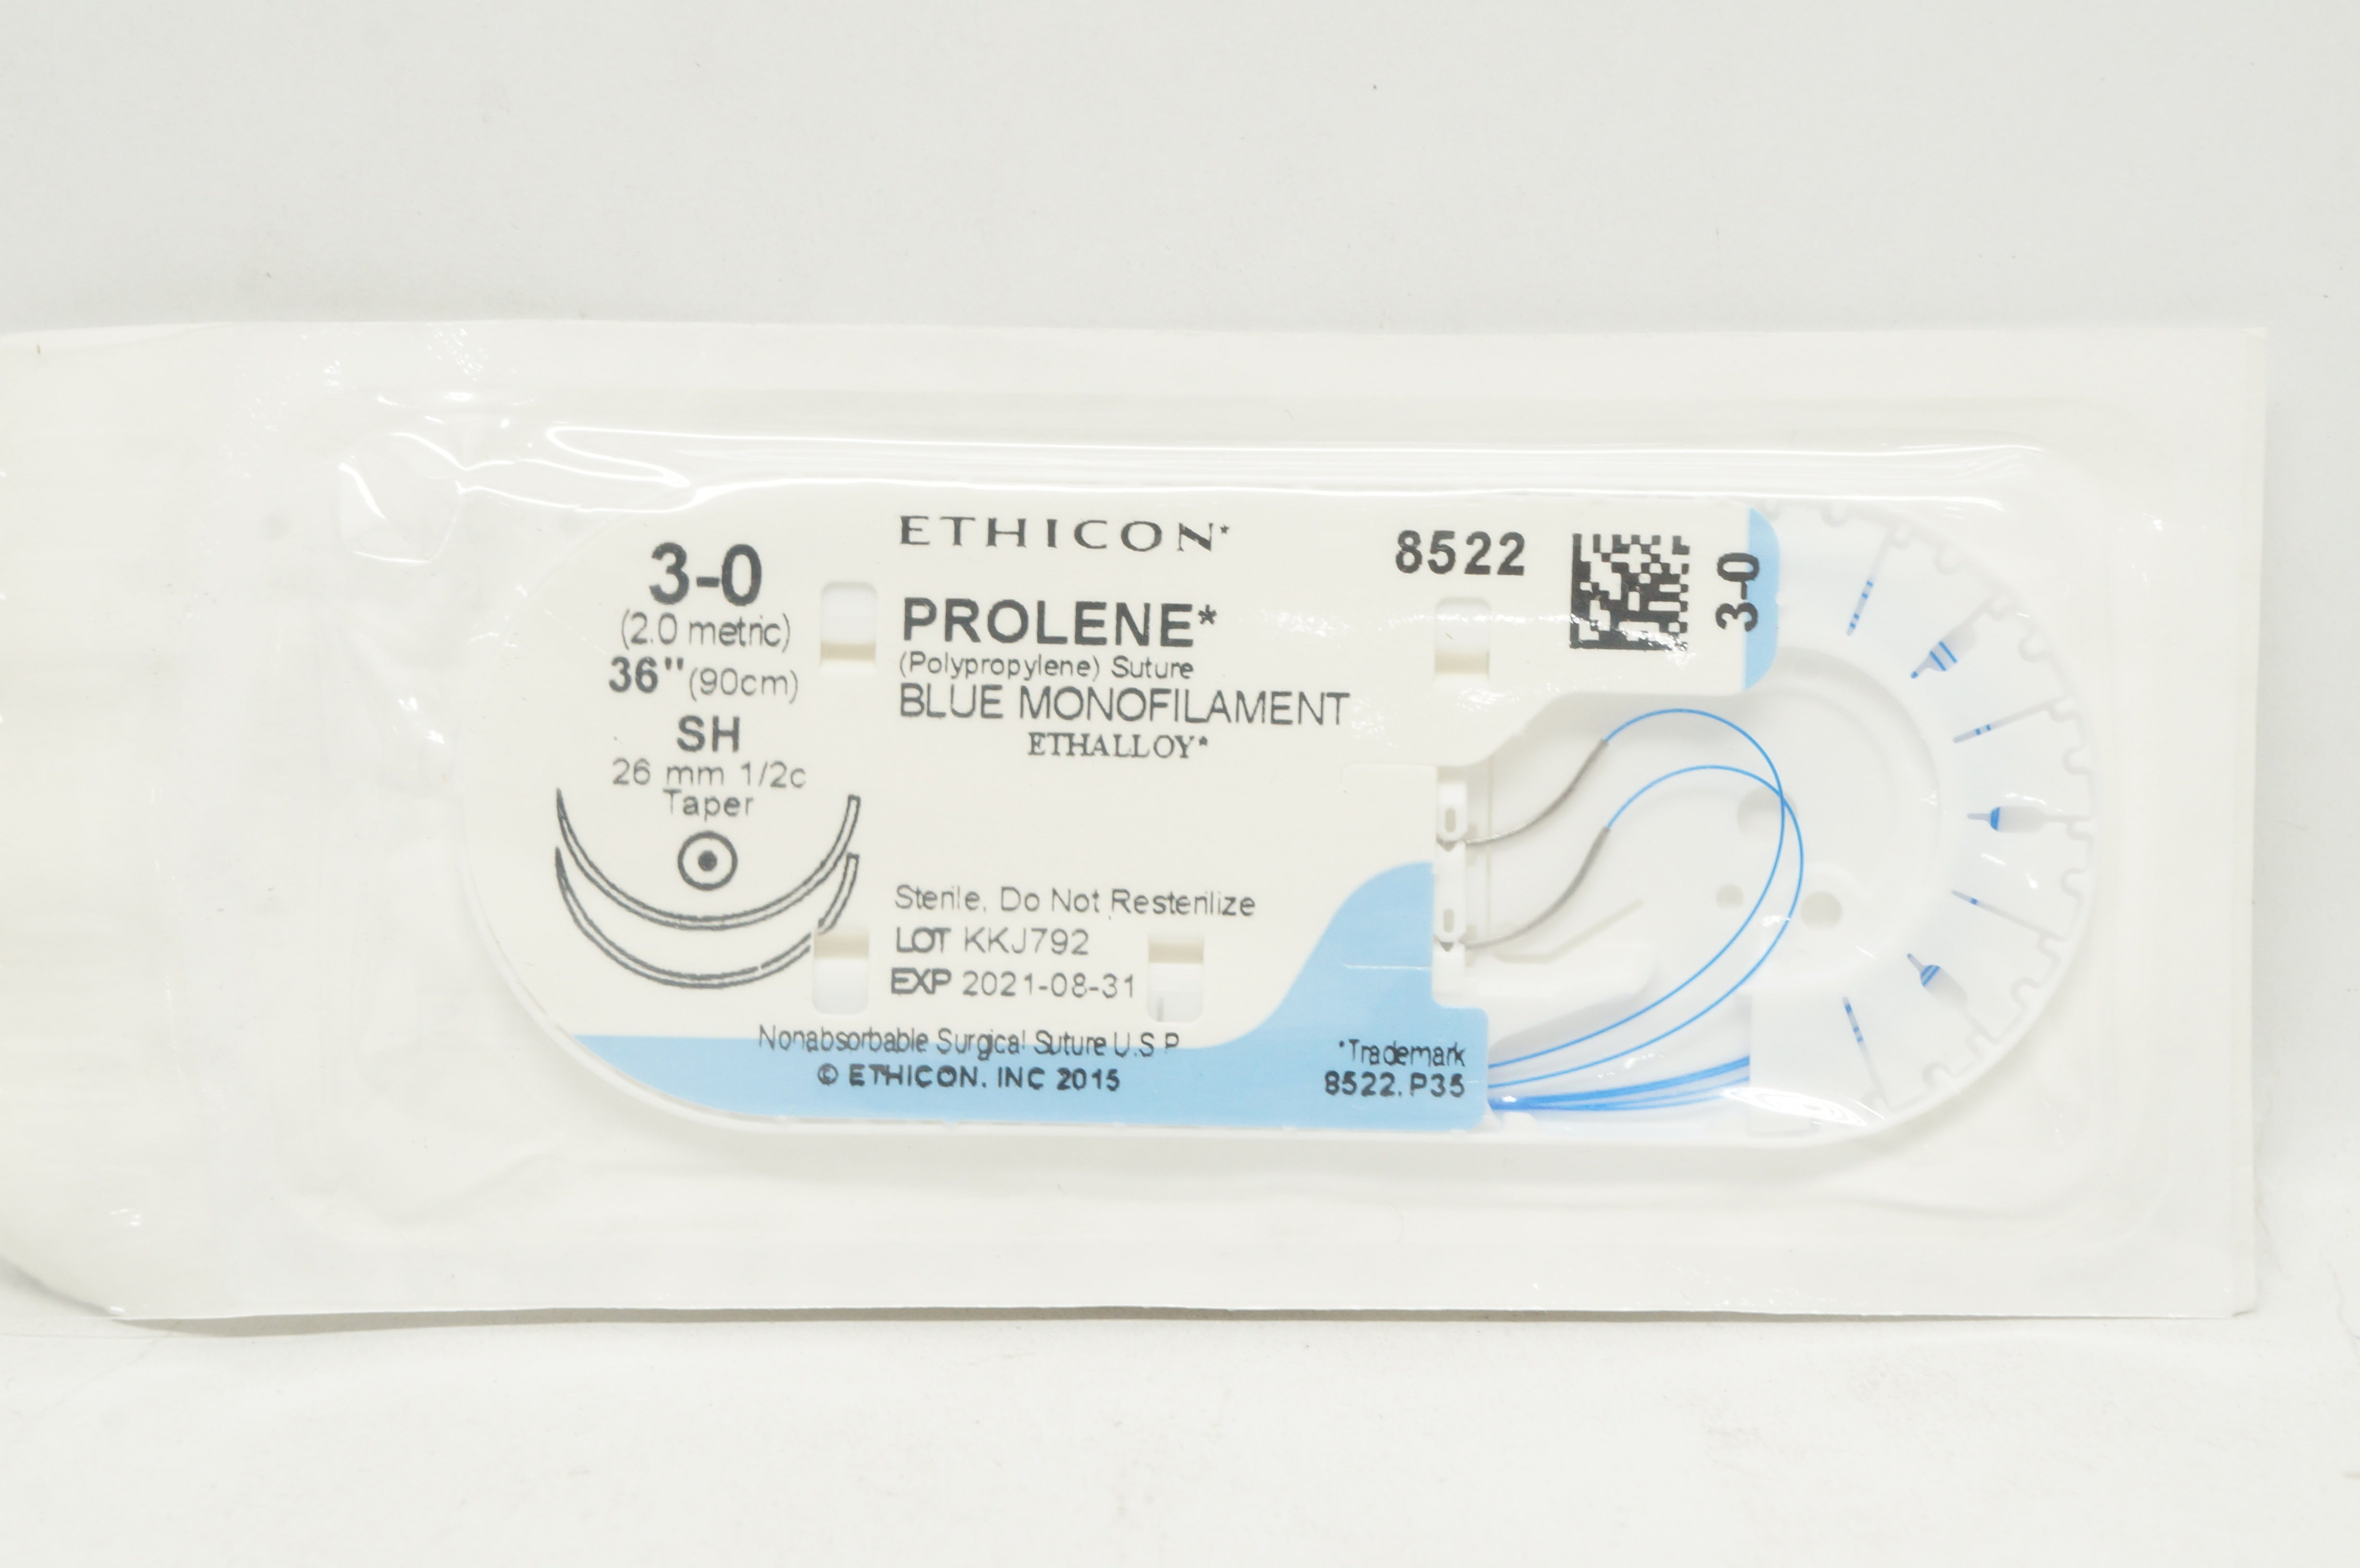 3-0
(2.0 metric)
36" (90cm)
SH
26 mm 1/2c
Taper
ETHICON*
PROLENE*
(Polypropylene) Suture
BLUE MONOFILAMENT
ETHALLOY*
8522
3-0
Sterile, Do Not Resterilize
LOT KKJ792
EXP 2021-08-31
Nonabsorbable Surgical Suture U.S.P.
© ETHICON, INC 2015
*Trademark
8522.P35